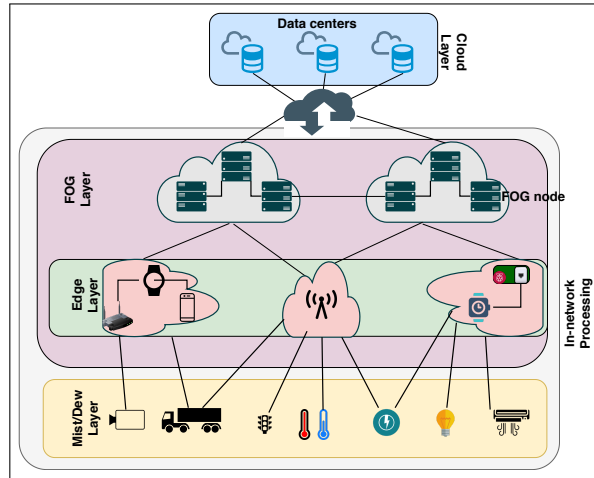 Data centers
Cloud
Layer
FOG
Layer
FOG node
Edge
Layer
In-network
Processing
Mist/Dew
Layer